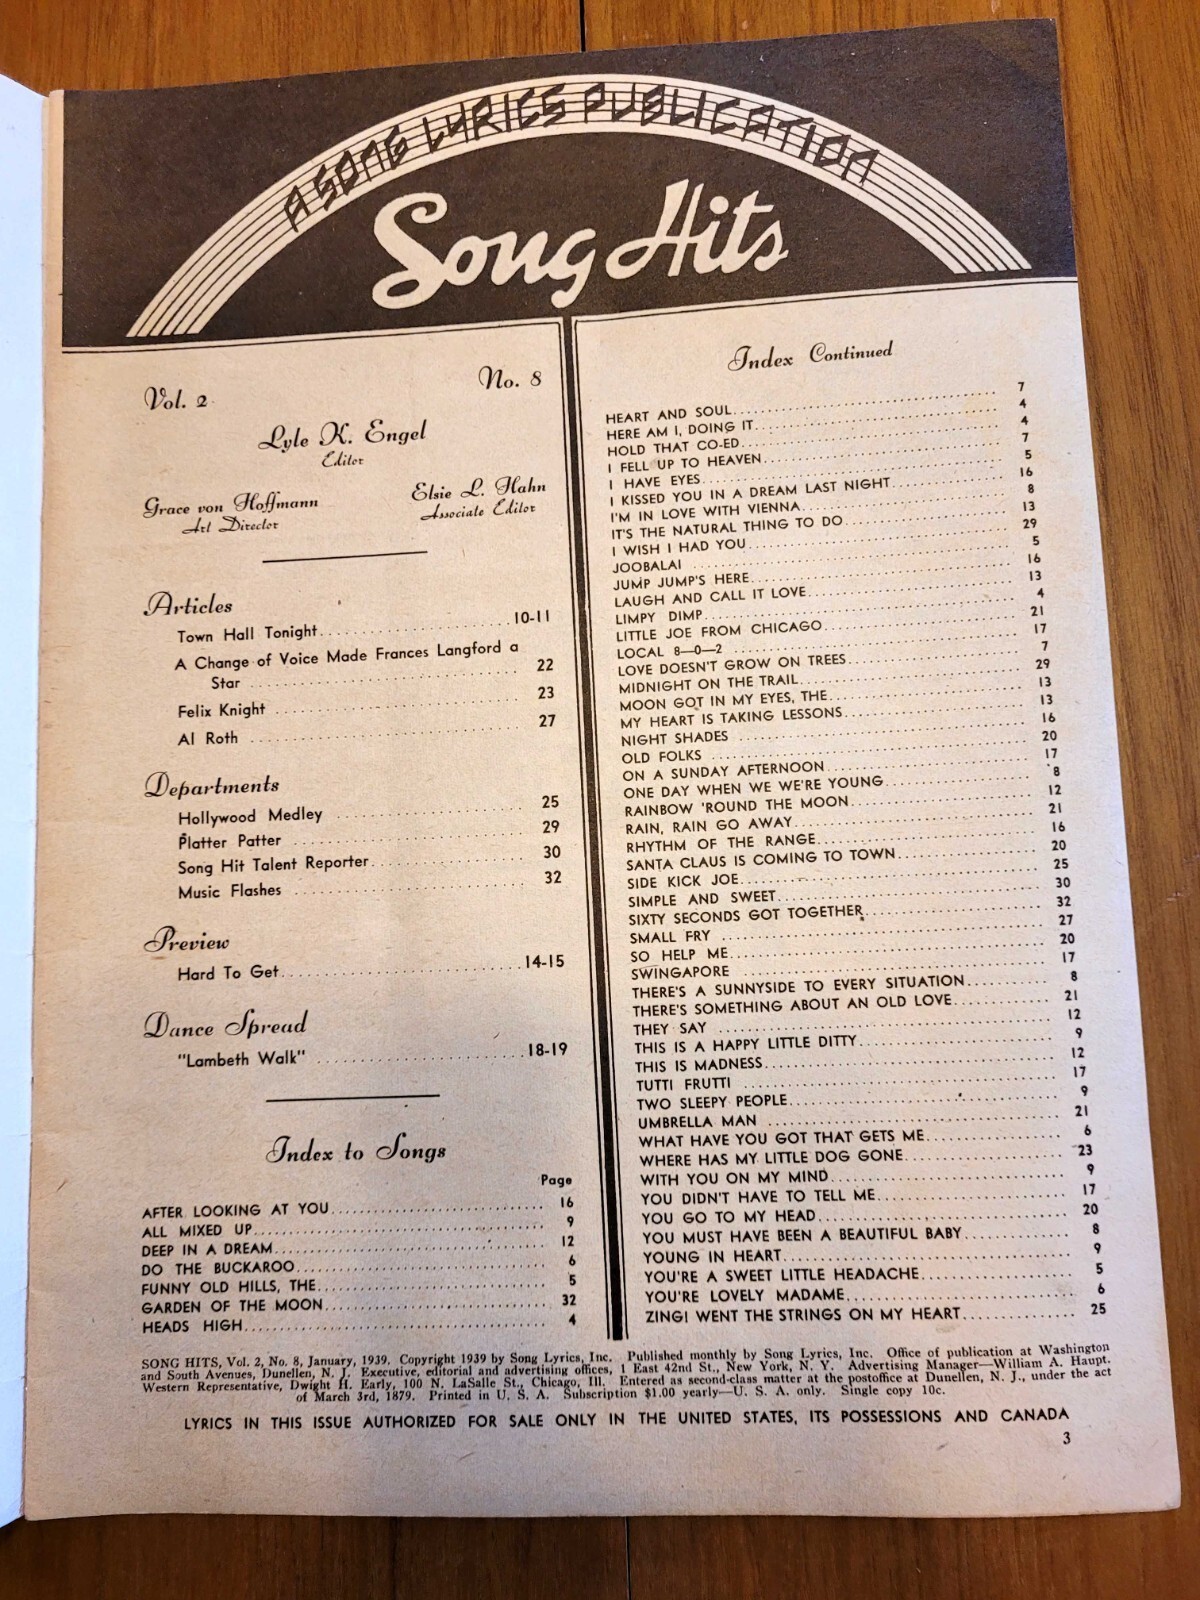 A SONG LYRICS PUBLICATION
Song Hits
Vol. 2 No. 8
Lyle K. Engel
Editor
Grace von Hoffmann
Art Director
Elsie L. Hahn
Associate Editor
Articles
Town Hall Tonight 10-11
A Change of Voice Made Frances Langford a
Star 22
Felix Knight 23
Al Roth 27
Departments
Hollywood Medley 25
Platter Patter 29
Song Hit Talent Reporter 30
Music Flashes 32
Preview
Hard To Get 14-15
Dance Spread
"Lambeth Walk" 18-19
Index to Songs
Page
AFTER LOOKING AT YOU 16
ALL MIXED UP 9
DEEP IN A DREAM 12
DO THE BUCKAROO 6
FUNNY OLD HILLS, THE 5
GARDEN OF THE MOON 32
HEADS HIGH 4
Index Continued
HEART AND SOUL 7
HERE AM I, DOING IT 4
HOLD THAT CO-ED 4
I FELL UP TO HEAVEN 7
I HAVE EYES 5
I KISSED YOU IN A DREAM LAST NIGHT 16
I'M IN LOVE WITH VIENNA 8
IT'S THE NATURAL THING TO DO 13
I WISH I HAD YOU 29
JOOBALAI 5
JUMP JUMP'S HERE 16
LAUGH AND CALL IT LOVE 13
LIMPY DIMP 4
LITTLE JOE FROM CHICAGO 21
LOCAL 8—0—2 17
LOVE DOESN'T GROW ON TREES 7
MIDNIGHT ON THE TRAIL 29
MOON GOT IN MY EYES, THE 13
MY HEART IS TAKING LESSONS 13
NIGHT SHADES 16
OLD FOLKS 20
ON A SUNDAY AFTERNOON 17
ONE DAY WHEN WE WE'RE YOUNG 8
RAINBOW 'ROUND THE MOON 12
RAIN, RAIN GO AWAY 21
RHYTHM OF THE RANGE 16
SANTA CLAUS IS COMING TO TOWN 20
SIDE KICK JOE 25
SIMPLE AND SWEET 30
SIXTY SECONDS GOT TOGETHER 32
SMALL FRY 27
SO HELP ME 20
SWINGAPORE 17
THERE'S A SUNNYSIDE TO EVERY SITUATION 8
THERE'S SOMETHING ABOUT AN OLD LOVE 21
THEY SAY 12
THIS IS A HAPPY LITTLE DITTY 9
THIS IS MADNESS 12
TUTTI FRUTTI 17
TWO SLEEPY PEOPLE 9
UMBRELLA MAN 21
WHAT HAVE YOU GOT THAT GETS ME 6
WHERE HAS MY LITTLE DOG GONE 23
WITH YOU ON MY MIND 9
YOU DIDN'T HAVE TO TELL ME 17
YOU GO TO MY HEAD 20
YOU MUST HAVE BEEN A BEAUTIFUL BABY 8
YOUNG IN HEART 9
YOU'RE A SWEET LITTLE HEADACHE 5
YOU'RE LOVELY MADAME 6
ZING! WENT THE STRINGS ON MY HEART 25
SONG HITS, Vol. 2, No. 8, January, 1939. Copyright 1939 by Song Lyrics, Inc. Published monthly by Song Lyrics, Inc. Office of publication at Washington
and South Avenues, Dunellen, N. J. Executive, editorial and advertising offices, 1 East 42nd St., New York, N. Y. Advertising Manager—William A. Haupt.
Western Representative, Dwight H. Early, 100 N. LaSalle St., Chicago, Ill. Entered as second-class matter at the postoffice at Dunellen, N. J., under the act
of March 3rd, 1879. Printed in U. S. A. Subscription $1.00 yearly—U. S. A. only. Single copy 10c.
LYRICS IN THIS ISSUE AUTHORIZED FOR SALE ONLY IN THE UNITED STATES, ITS POSSESSIONS AND CANADA
3